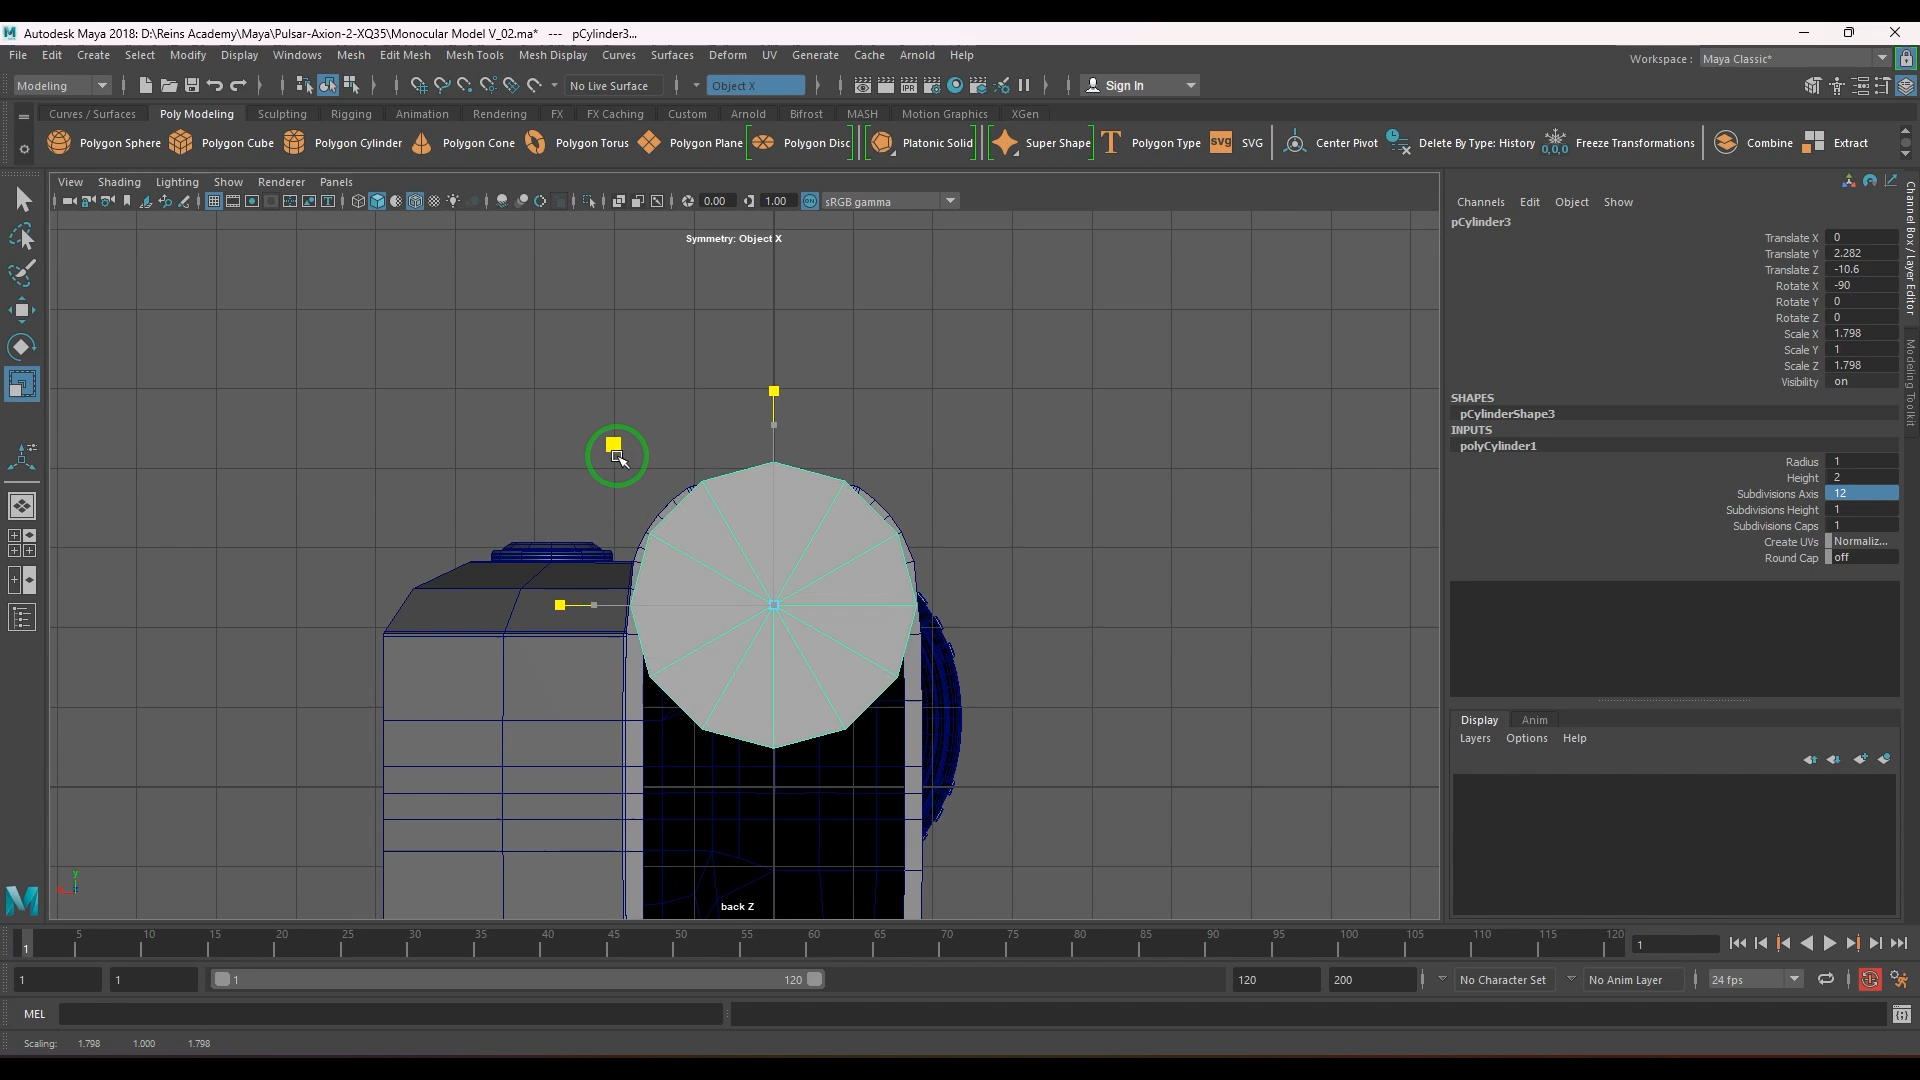 Autodesk Maya 2018: D:\Reins Academy\Maya\Pulsar-Axion-2-XQ35\Monocular Model V_02.ma* --- pCylinder3...
File Edit Create Select Modify Display Windows Mesh Edit Mesh Mesh Tools Mesh Display Curves Surfaces Deform UV Generate Cache Arnold Help
Workspace : Maya Classic*
Modeling No Live Surface Object X Sign In
Curves / Surfaces Poly Modeling Sculpting Rigging Animation Rendering FX FX Caching Custom Arnold Bifrost MASH Motion Graphics XGen
Polygon Sphere Polygon Cube Polygon Cylinder Polygon Cone Polygon Torus Polygon Plane Polygon Disc Platonic Solid Super Shape Polygon Type SVG SVG Center Pivot Delete By Type: History 0,0,0 Freeze Transformations Combine Extract
View Shading Lighting Show Renderer Panels
0.00 1.00 ON sRGB gamma
Symmetry: Object X
back Z
y
Channels Edit Object Show
pCylinder3
Translate X 0
Translate Y 2.282
Translate Z -10.6
Rotate X -90
Rotate Y 0
Rotate Z 0
Scale X 1.798
Scale Y 1
Scale Z 1.798
Visibility on
SHAPES
pCylinderShape3
INPUTS
polyCylinder1
Radius 1
Height 2
Subdivisions Axis 12
Subdivisions Height 1
Subdivisions Caps 1
Create UVs Normaliz...
Round Cap off
Channel Box / Layer Editor
Modeling Toolkit
Display Anim
Layers Options Help
1 5 10 15 20 25 30 35 40 45 50 55 60 65 70 75 80 85 90 95 100 105 110 115 120 1
1 1 1 120 120 200 No Character Set No Anim Layer 24 fps
MEL
Scaling: 1.798 1.000 1.798